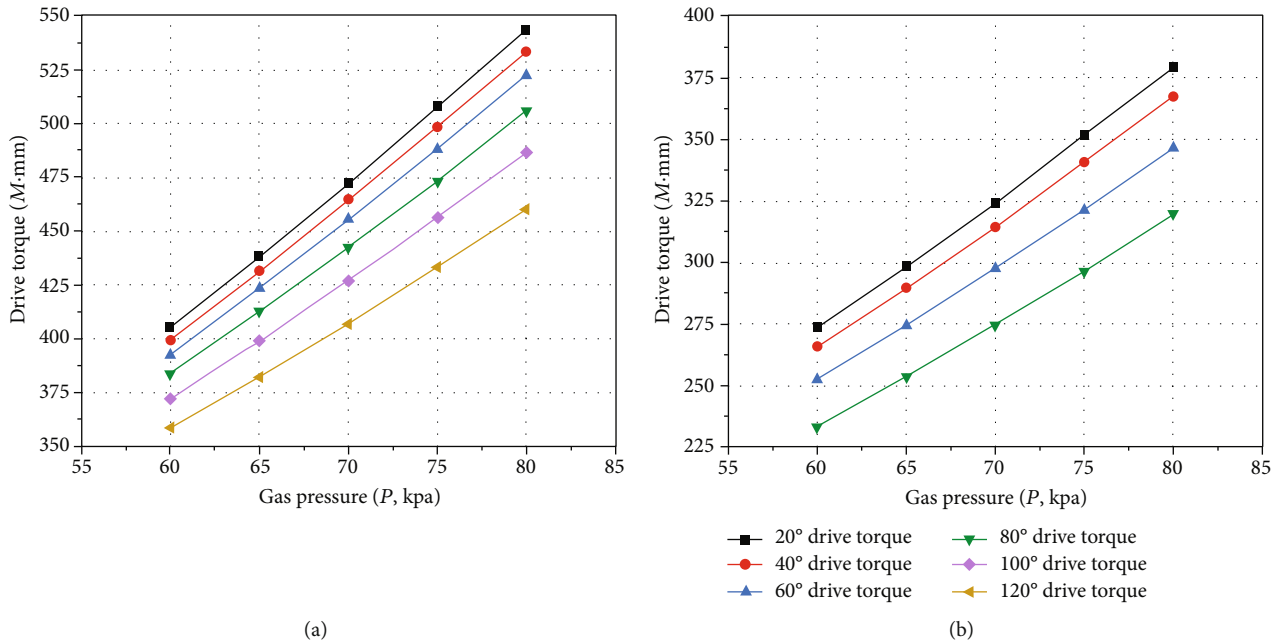 550
525
500
475
450
425
400
375
350
Drive torque (M·mm)
55 60 65 70 75 80 85
Gas pressure (P, kpa)
(a)
400
375
350
325
300
275
250
225
Drive torque (M·mm)
55 60 65 70 75 80 85
Gas pressure (P, kpa)
20° drive torque
40° drive torque
60° drive torque
80° drive torque
100° drive torque
120° drive torque
(b)